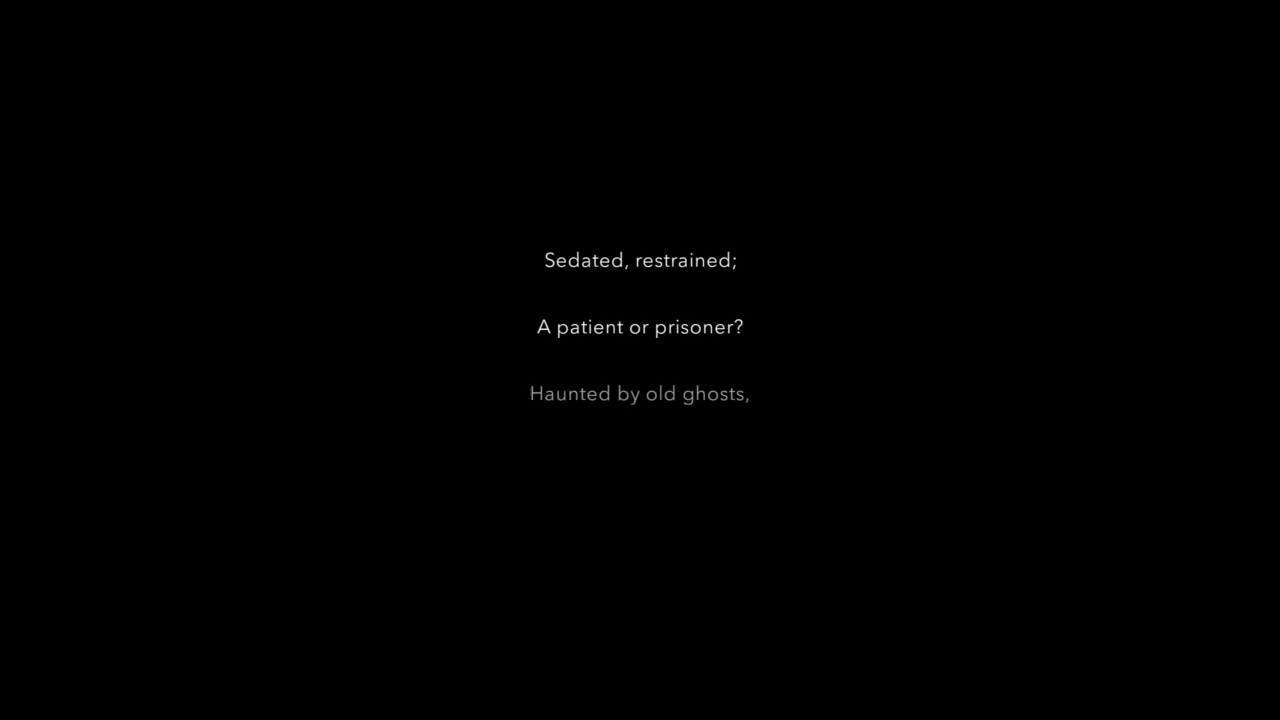 Sedated, restrained;
A patient or prisoner?
Haunted by old ghosts,